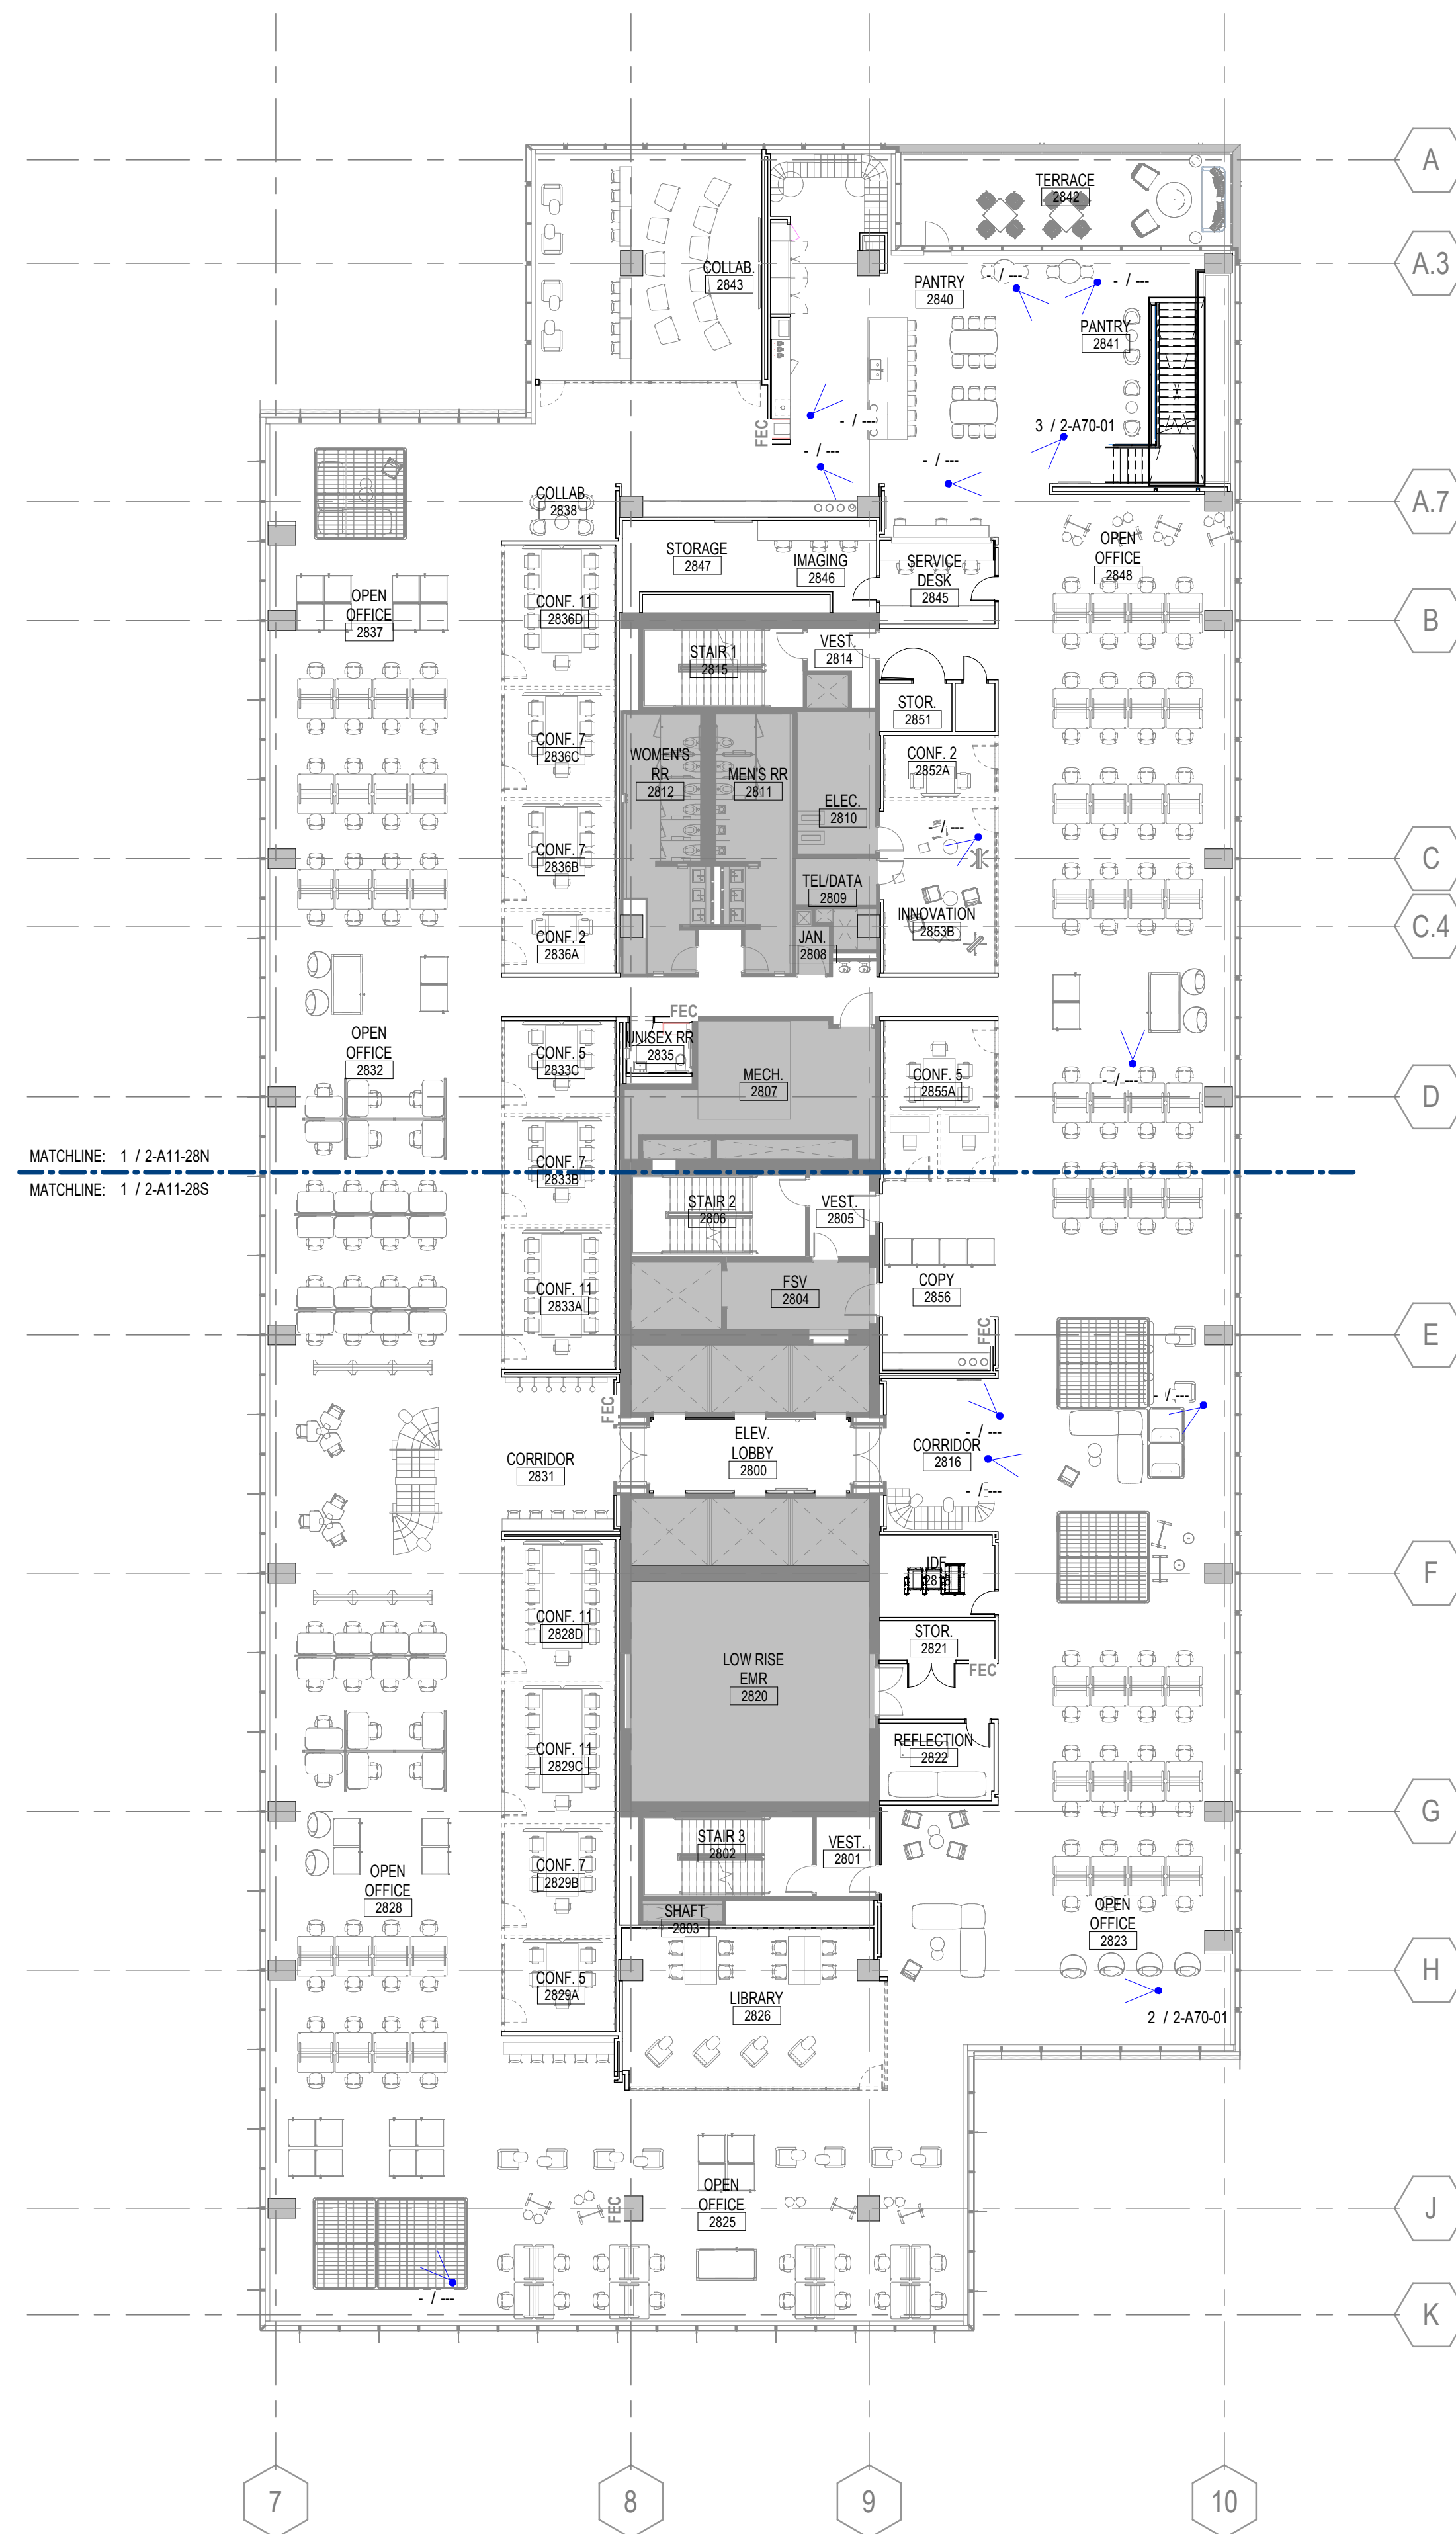 A
TERRACE
2842
A.3
COLLAB.
2843
PANTRY
2840
- / ---
- / ---
PANTRY
2841
- / ---
FEC
3 / 2-A70-01
- / ---
- / ---
A.7
COLLAB.
2838
STORAGE
2847
IMAGING
2846
SERVICE
DESK
2845
OPEN
OFFICE
2848
OPEN
OFFICE
2837
CONF. 11
2836D
B
STAIR 1
2815
VEST.
2814
STOR.
2851
CONF. 7
2836C
WOMEN'S
RR
2812
MEN'S RR
2811
CONF. 2
2852A
ELEC.
2810
- / ---
CONF. 7
2836B
C
TEL/DATA
2809
INNOVATION
2853B
C.4
CONF. 2
2836A
JAN.
2808
FEC
OPEN
OFFICE
2832
CONF. 5
2833C
UNISEX RR
2835
MECH.
2807
CONF. 5
2855A
- / ---
D
MATCHLINE: 1 / 2-A11-28N
MATCHLINE: 1 / 2-A11-28S
CONF. 7
2833B
STAIR 2
2806
VEST.
2805
CONF. 11
2833A
FSV
2804
COPY
2856
FEC
E
FEC
- / ---
CORRIDOR
2831
ELEV.
LOBBY
2800
- / ---
CORRIDOR
2816
- / ---
IDF
F
CONF. 11
2828D
STOR.
2821
FEC
LOW RISE
EMR
2820
CONF. 11
2829C
REFLECTION
2822
G
STAIR 3
2802
VEST.
2801
OPEN
OFFICE
2828
CONF. 7
2829B
SHAFT
2803
OPEN
OFFICE
2823
CONF. 5
2829A
LIBRARY
2826
H
2 / 2-A70-01
OPEN
OFFICE
2825
FEC
J
- / ---
K
7
8
9
10